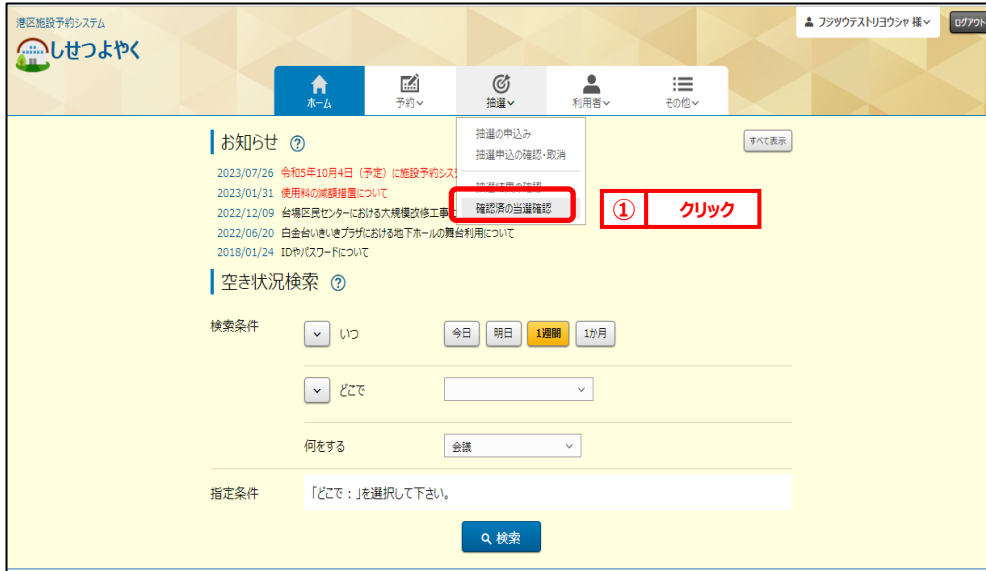 港区施設予約システム
しせつよやく
フジツウテストリヨウシヤ 様
ログアウト
ホーム
予約
抽選
利用者
その他
抽選の申込み
抽選申込の確認・取消
抽選結果の確認
確認済の当選確認
① クリック
お知らせ ?
すべて表示
2023/07/26 令和5年10月4日（予定）に施設予約シス
2023/01/31 使用料の減額措置について
2022/12/09 台場区民センターにおける大規模改修工事
2022/06/20 白金台いきいきプラザにおける地下ホールの舞台利用について
2018/01/24 IDやパスワードについて
空き状況検索 ?
検索条件
いつ
今日 明日 1週間 1か月
どこで
何をする
会議
指定条件
「どこで：」を選択して下さい。
検索